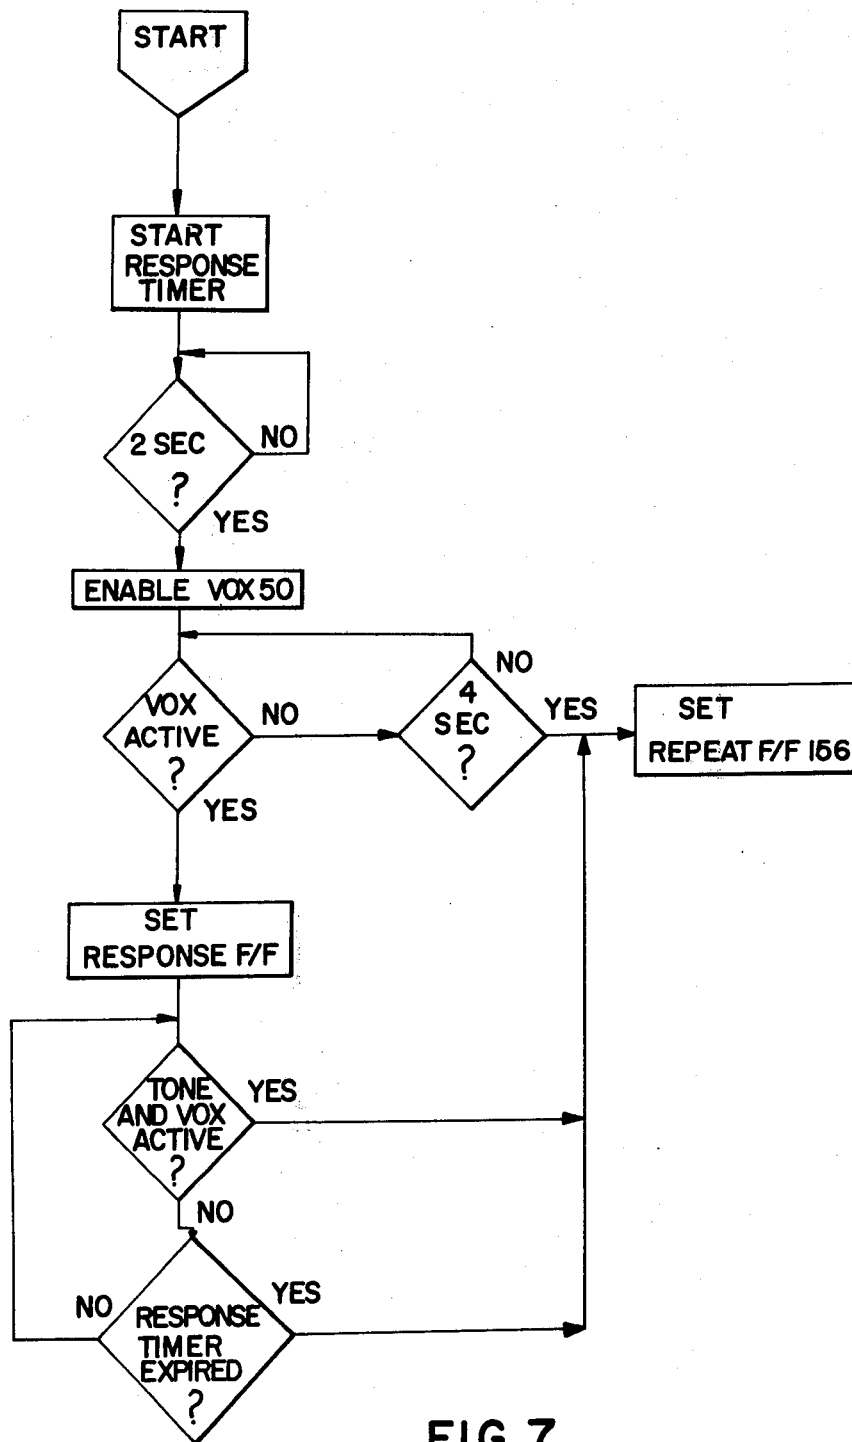 START
START
RESPONSE
TIMER
2 SEC
?
NO
YES
ENABLE VOX 50
VOX
ACTIVE
?
NO
YES
4
SEC
?
NO
YES
SET
REPEAT F/F 156
SET
RESPONSE F/F
TONE
AND VOX
ACTIVE
?
YES
NO
RESPONSE
TIMER
EXPIRED
?
NO
YES
FIG. 7